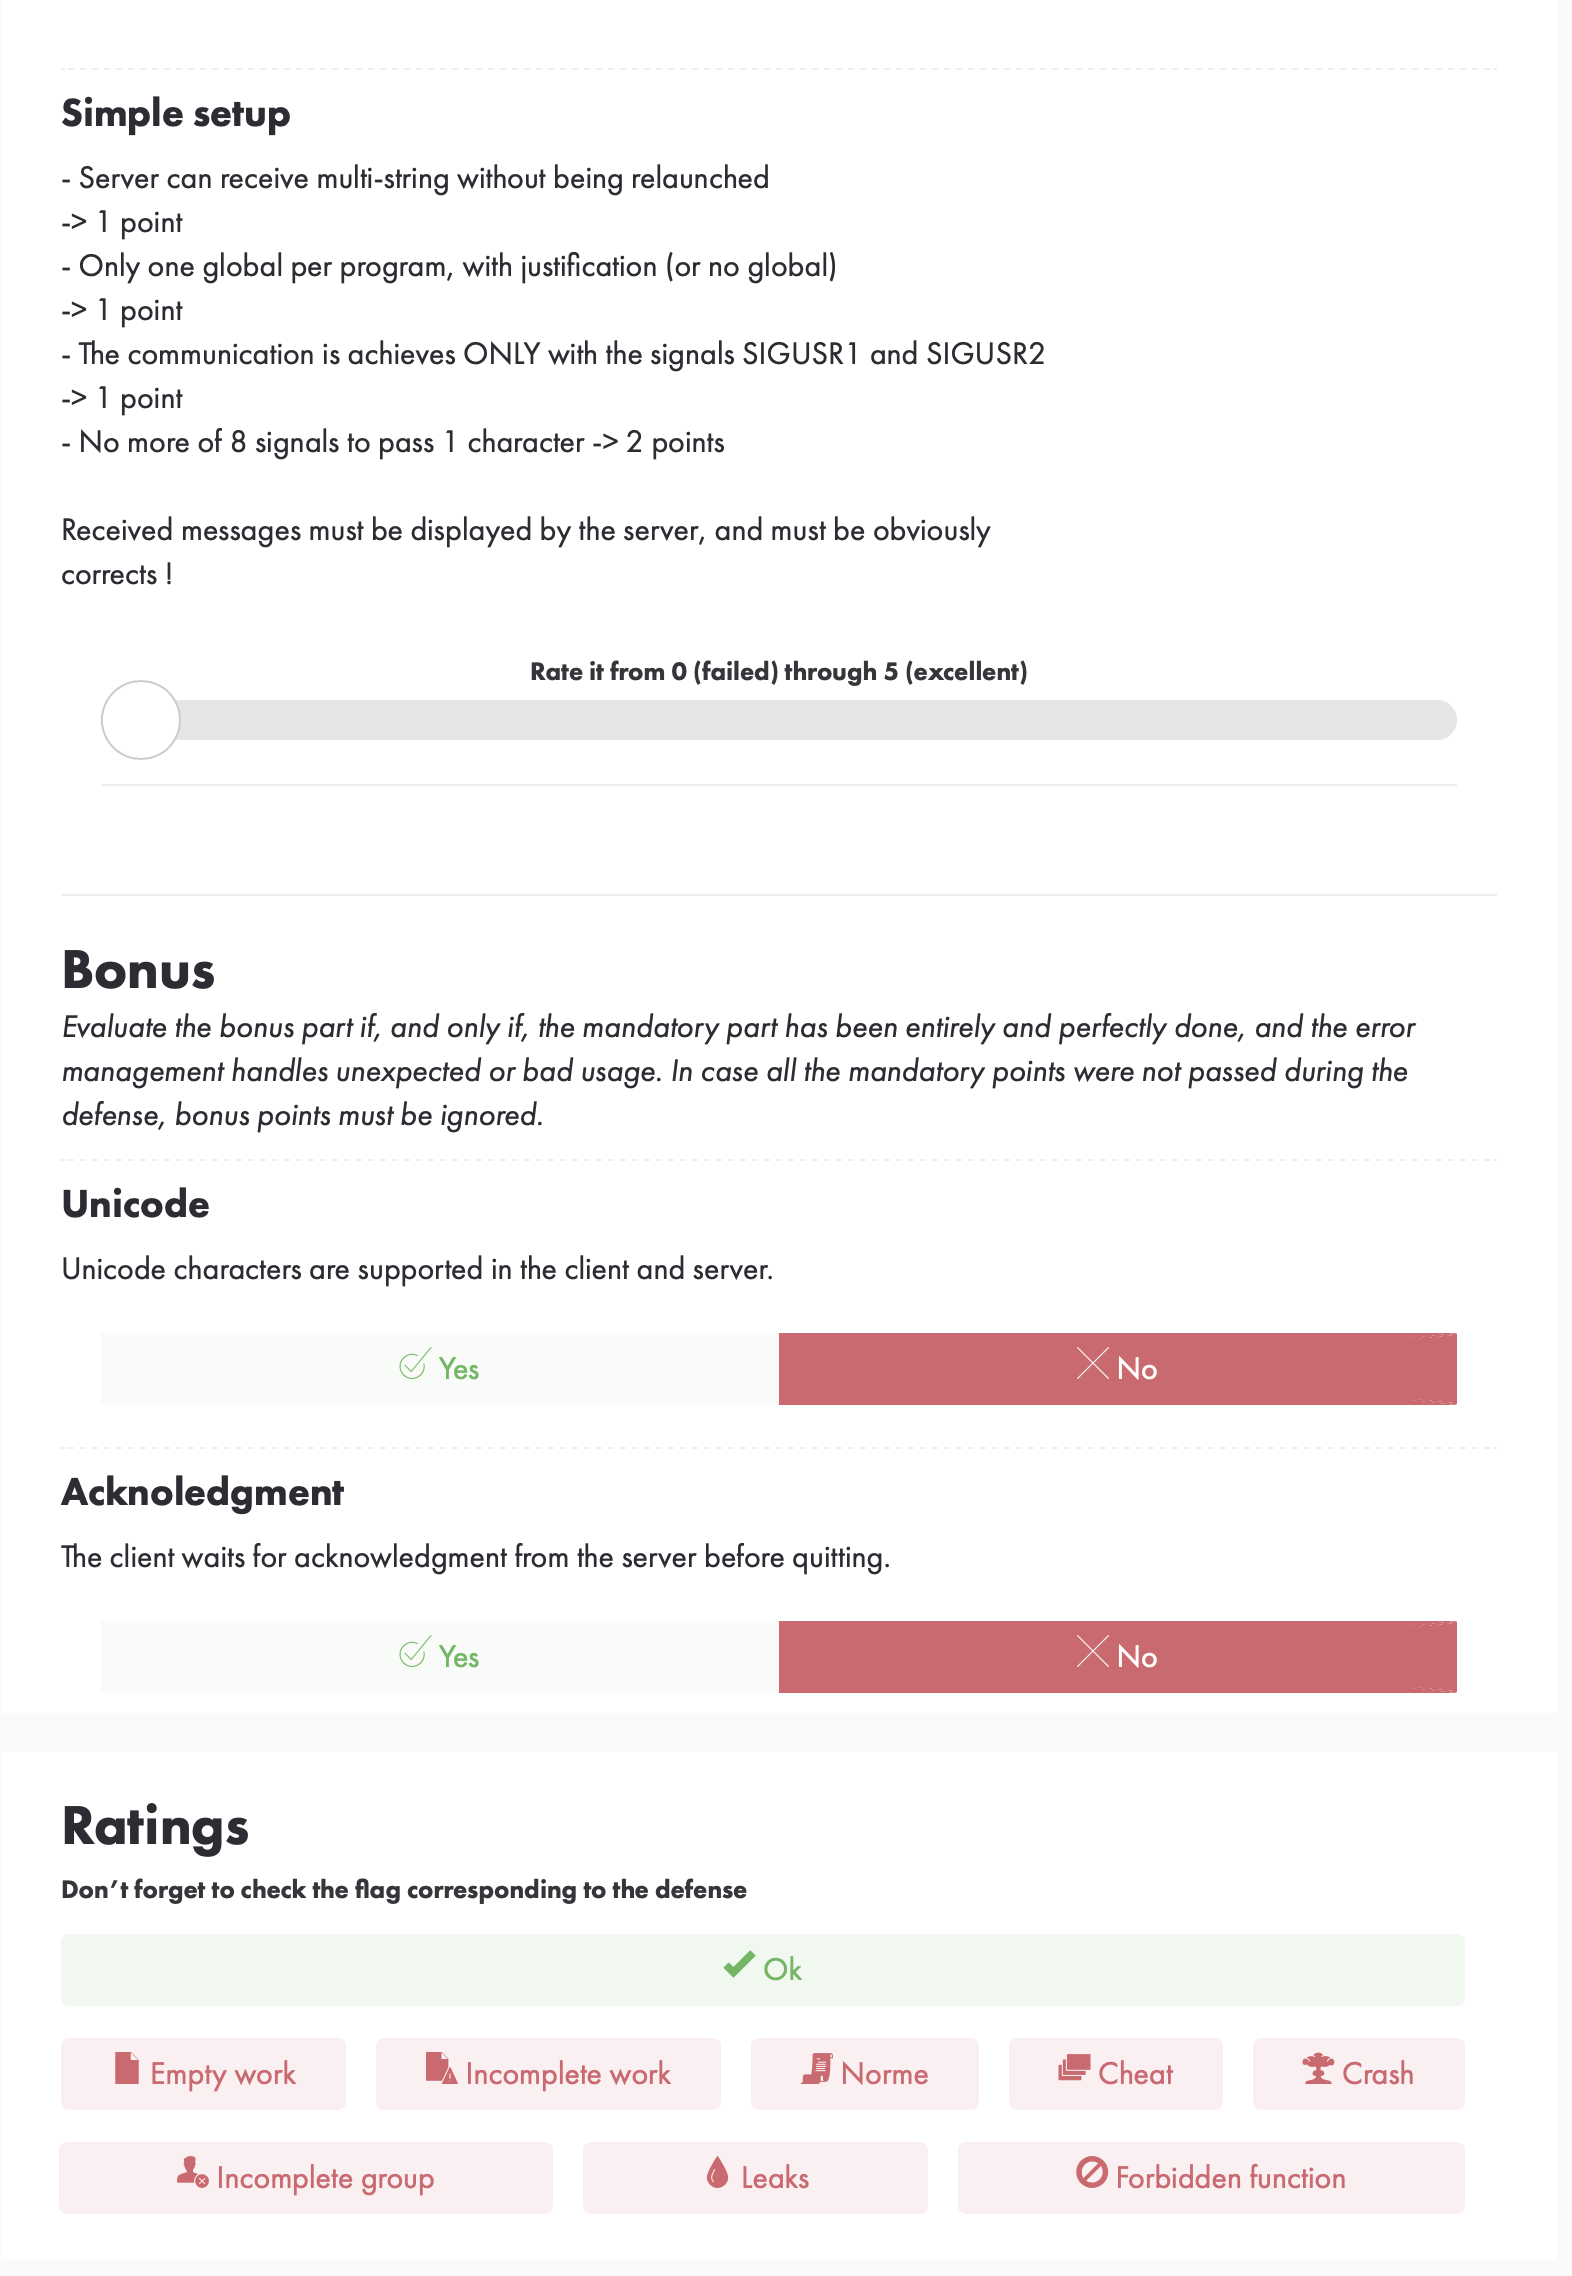 Simple setup
- Server can receive multi-string without being relaunched
-> 1 point
- Only one global per program, with justification (or no global)
-> 1 point
- The communication is achieves ONLY with the signals SIGUSR1 and SIGUSR2
-> 1 point
- No more of 8 signals to pass 1 character -> 2 points
Received messages must be displayed by the server, and must be obviously
corrects !
Rate it from 0 (failed) through 5 (excellent)
Bonus
Evaluate the bonus part if, and only if, the mandatory part has been entirely and perfectly done, and the error
management handles unexpected or bad usage. In case all the mandatory points were not passed during the
defense, bonus points must be ignored.
Unicode
Unicode characters are supported in the client and server.
Yes No
Acknoledgment
The client waits for acknowledgment from the server before quitting.
Yes No
Ratings
Don’t forget to check the flag corresponding to the defense
Ok
Empty work Incomplete work Norme Cheat Crash
Incomplete group Leaks Forbidden function